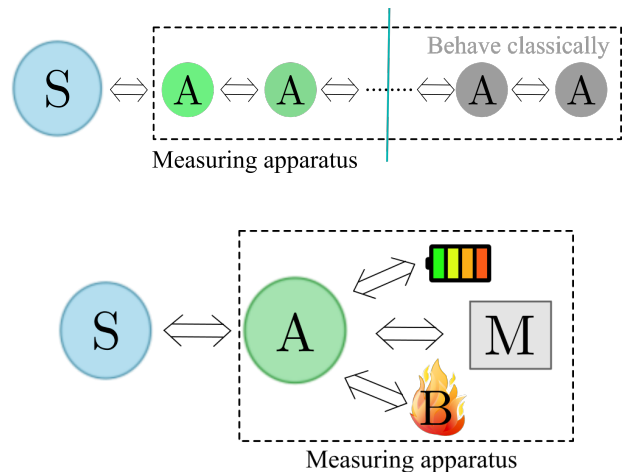 Behave classically
S A A ....... A A
Measuring apparatus
S A M
B
Measuring apparatus